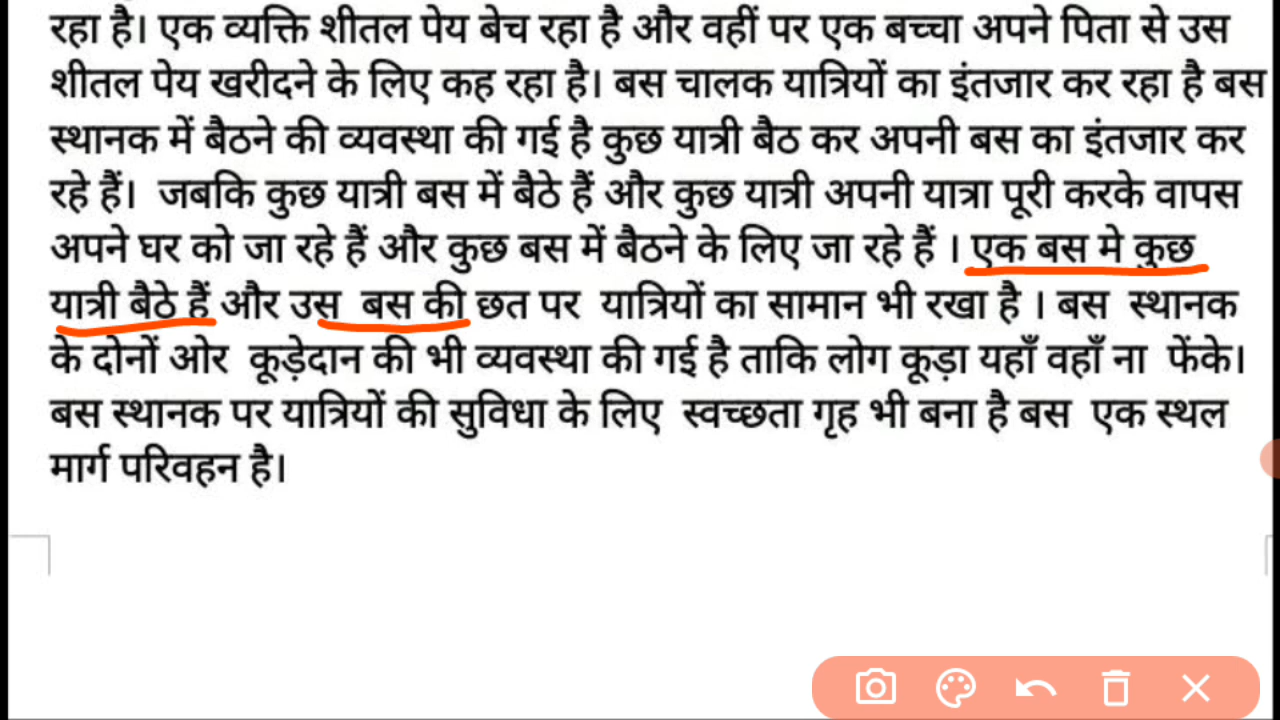 रहा है। एक व्यक्ति शीतल पेय बेच रहा है और वहीं पर एक बच्चा अपने पिता से उस
शीतल पेय खरीदने के लिए कह रहा है। बस चालक यात्रियों का इंतजार कर रहा है बस
स्थानक में बैठने की व्यवस्था की गई है कुछ यात्री बैठ कर अपनी बस का इंतजार कर
रहे हैं। जबकि कुछ यात्री बस में बैठे हैं और कुछ यात्री अपनी यात्रा पूरी करके वापस
अपने घर को जा रहे हैं और कुछ बस में बैठने के लिए जा रहे हैं । एक बस मे कुछ
यात्री बैठे हैं और उस बस की छत पर यात्रियों का सामान भी रखा है । बस स्थानक
के दोनों ओर कूड़ेदान की भी व्यवस्था की गई है ताकि लोग कूड़ा यहाँ वहाँ ना फेंके।
बस स्थानक पर यात्रियों की सुविधा के लिए स्वच्छता गृह भी बना है बस एक स्थल
मार्ग परिवहन है।